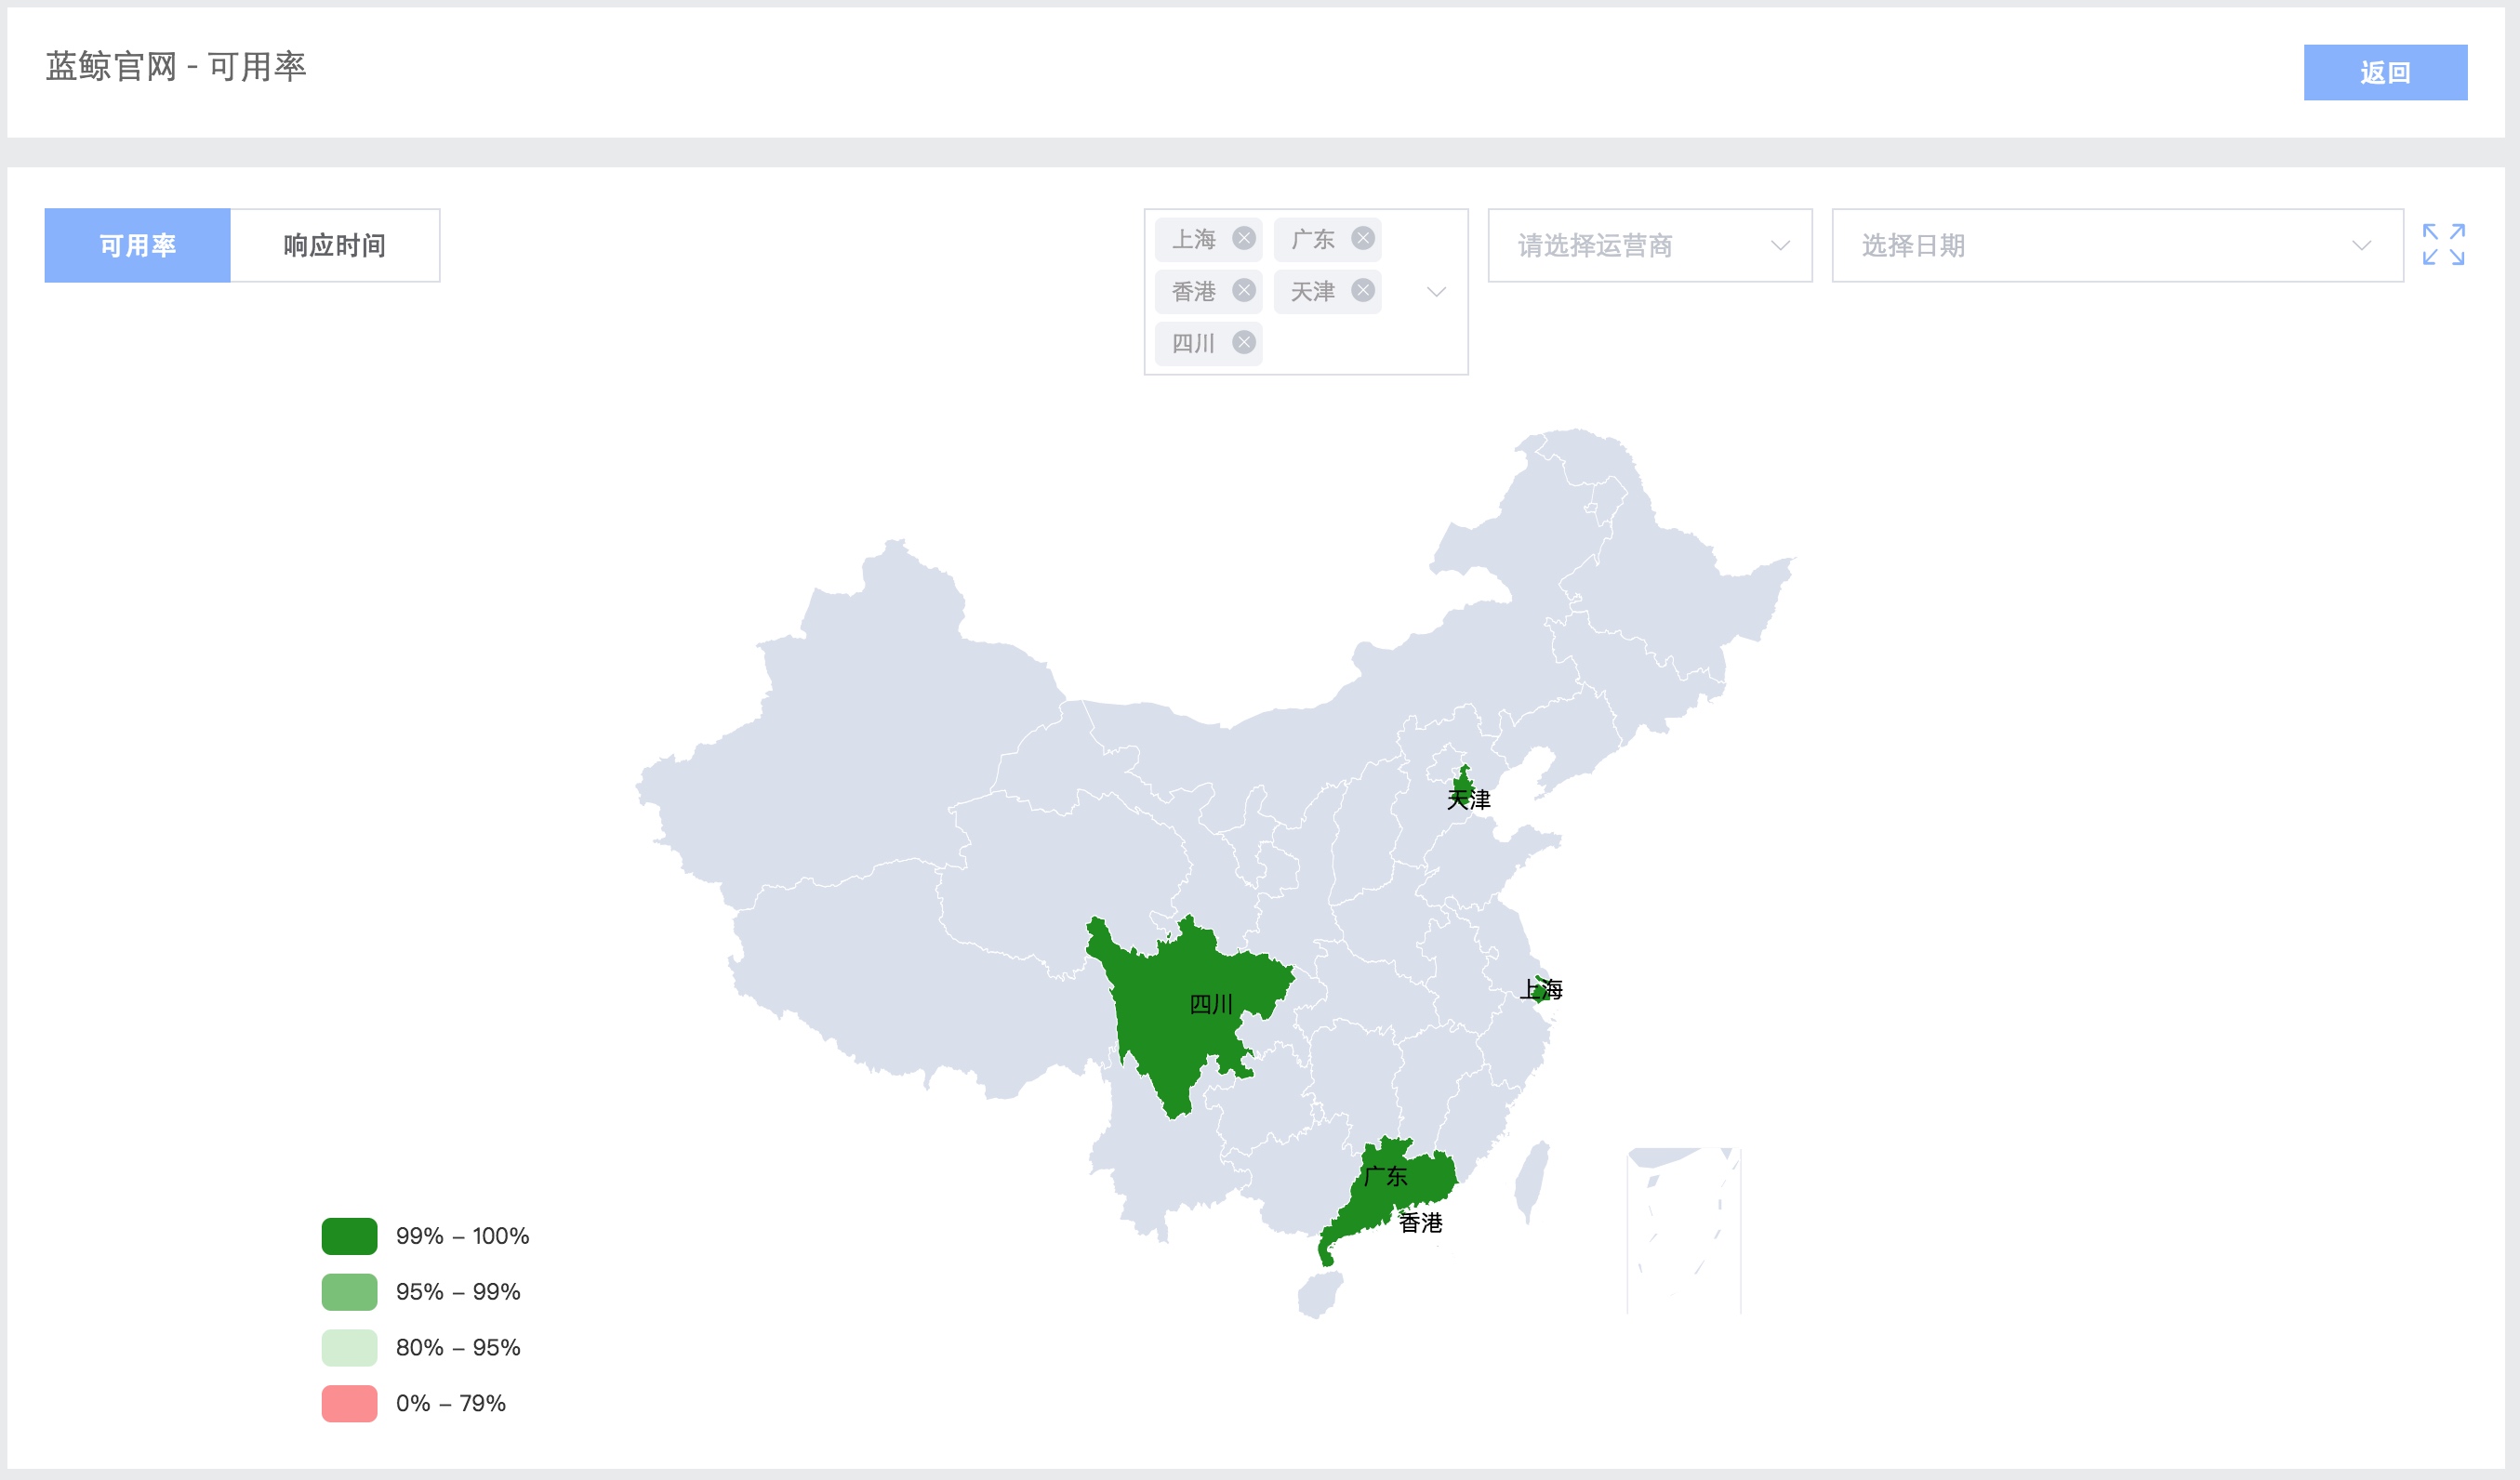 蓝鲸官网 - 可用率
返回
可用率
响应时间
上海
广东
香港
天津
四川
请选择运营商
选择日期
天津
上海
四川
广东
香港
99% – 100%
95% – 99%
80% – 95%
0% – 79%